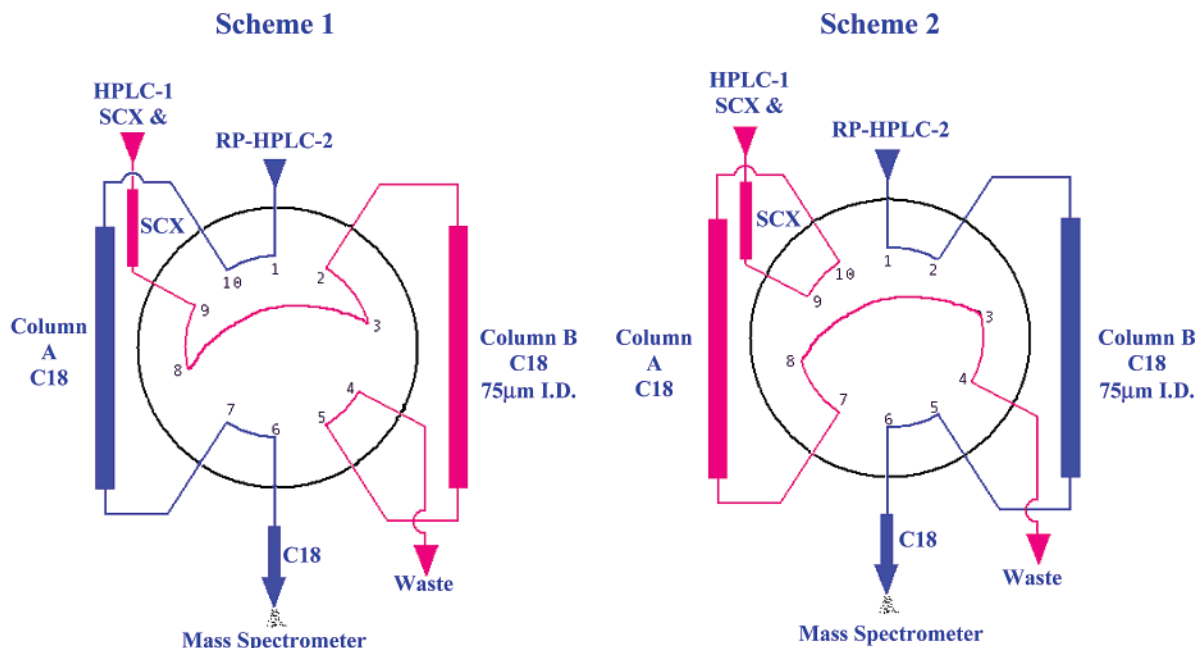 Scheme 1
HPLC-1
SCX &
RP-HPLC-2
SCX
1
2
3
4
5
6
7
8
9
10
Column
A
C18
Column B
C18
75µm I.D.
C18
Waste
Mass Spectrometer
Scheme 2
HPLC-1
SCX &
RP-HPLC-2
SCX
1
2
3
4
5
6
7
8
9
10
Column
A
C18
Column B
C18
75µm I.D.
C18
Waste
Mass Spectrometer